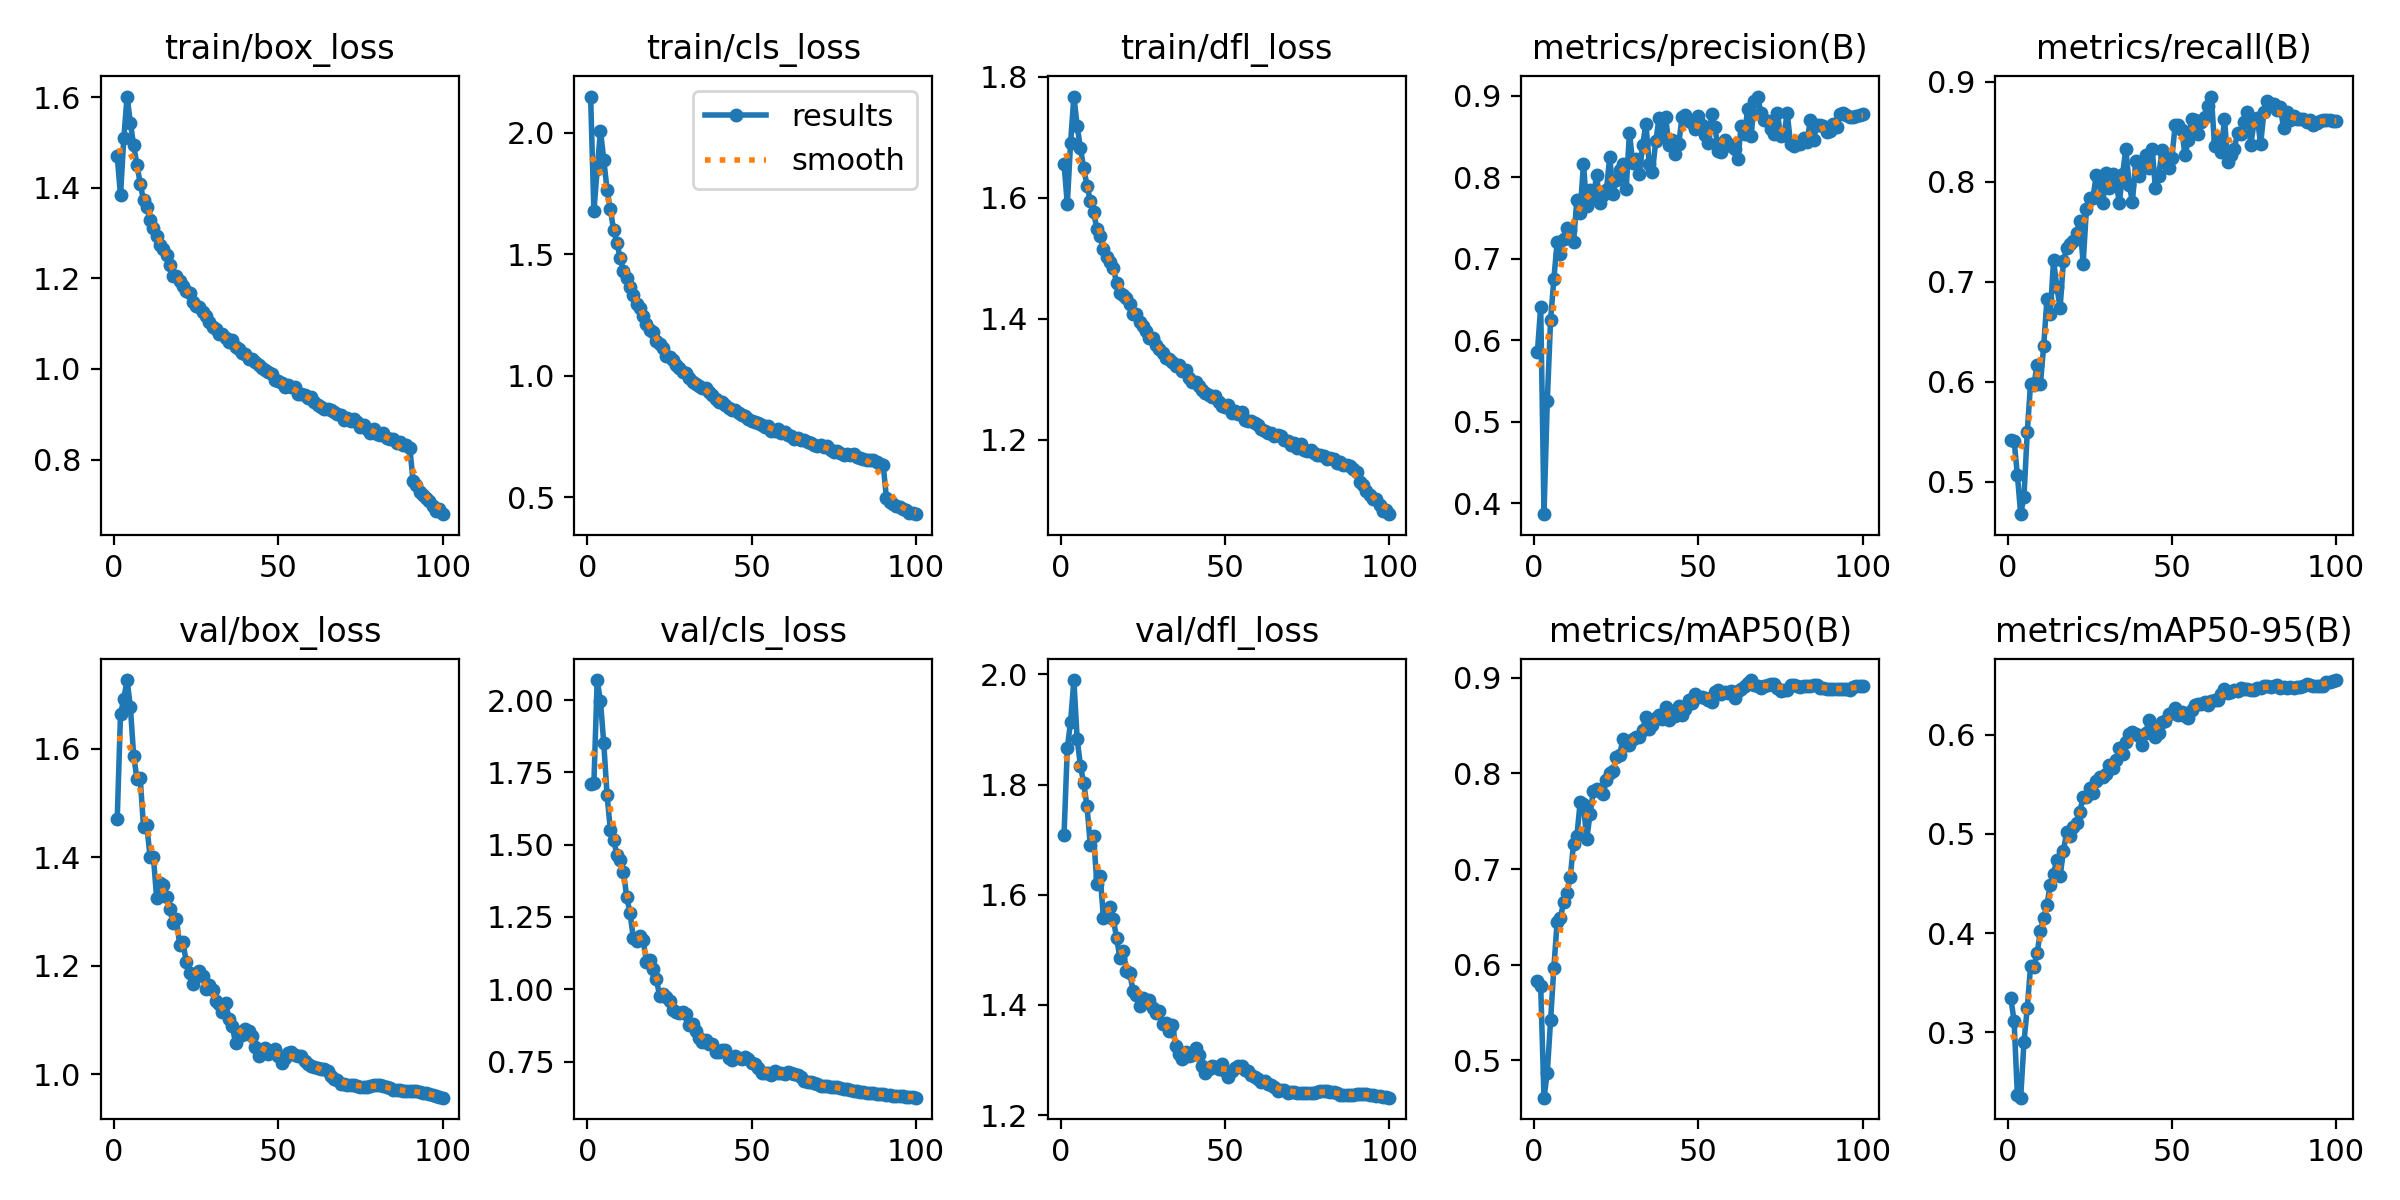 train/box_loss
1.6
1.4
1.2
1.0
0.8
0 50 100
train/cls_loss
results
smooth
2.0
1.5
1.0
0.5
0 50 100
train/dfl_loss
1.8
1.6
1.4
1.2
0 50 100
metrics/precision(B)
0.9
0.8
0.7
0.6
0.5
0.4
0 50 100
metrics/recall(B)
0.9
0.8
0.7
0.6
0.5
0 50 100
val/box_loss
1.6
1.4
1.2
1.0
0 50 100
val/cls_loss
2.00
1.75
1.50
1.25
1.00
0.75
0 50 100
val/dfl_loss
2.0
1.8
1.6
1.4
1.2
0 50 100
metrics/mAP50(B)
0.9
0.8
0.7
0.6
0.5
0 50 100
metrics/mAP50-95(B)
0.6
0.5
0.4
0.3
0 50 100